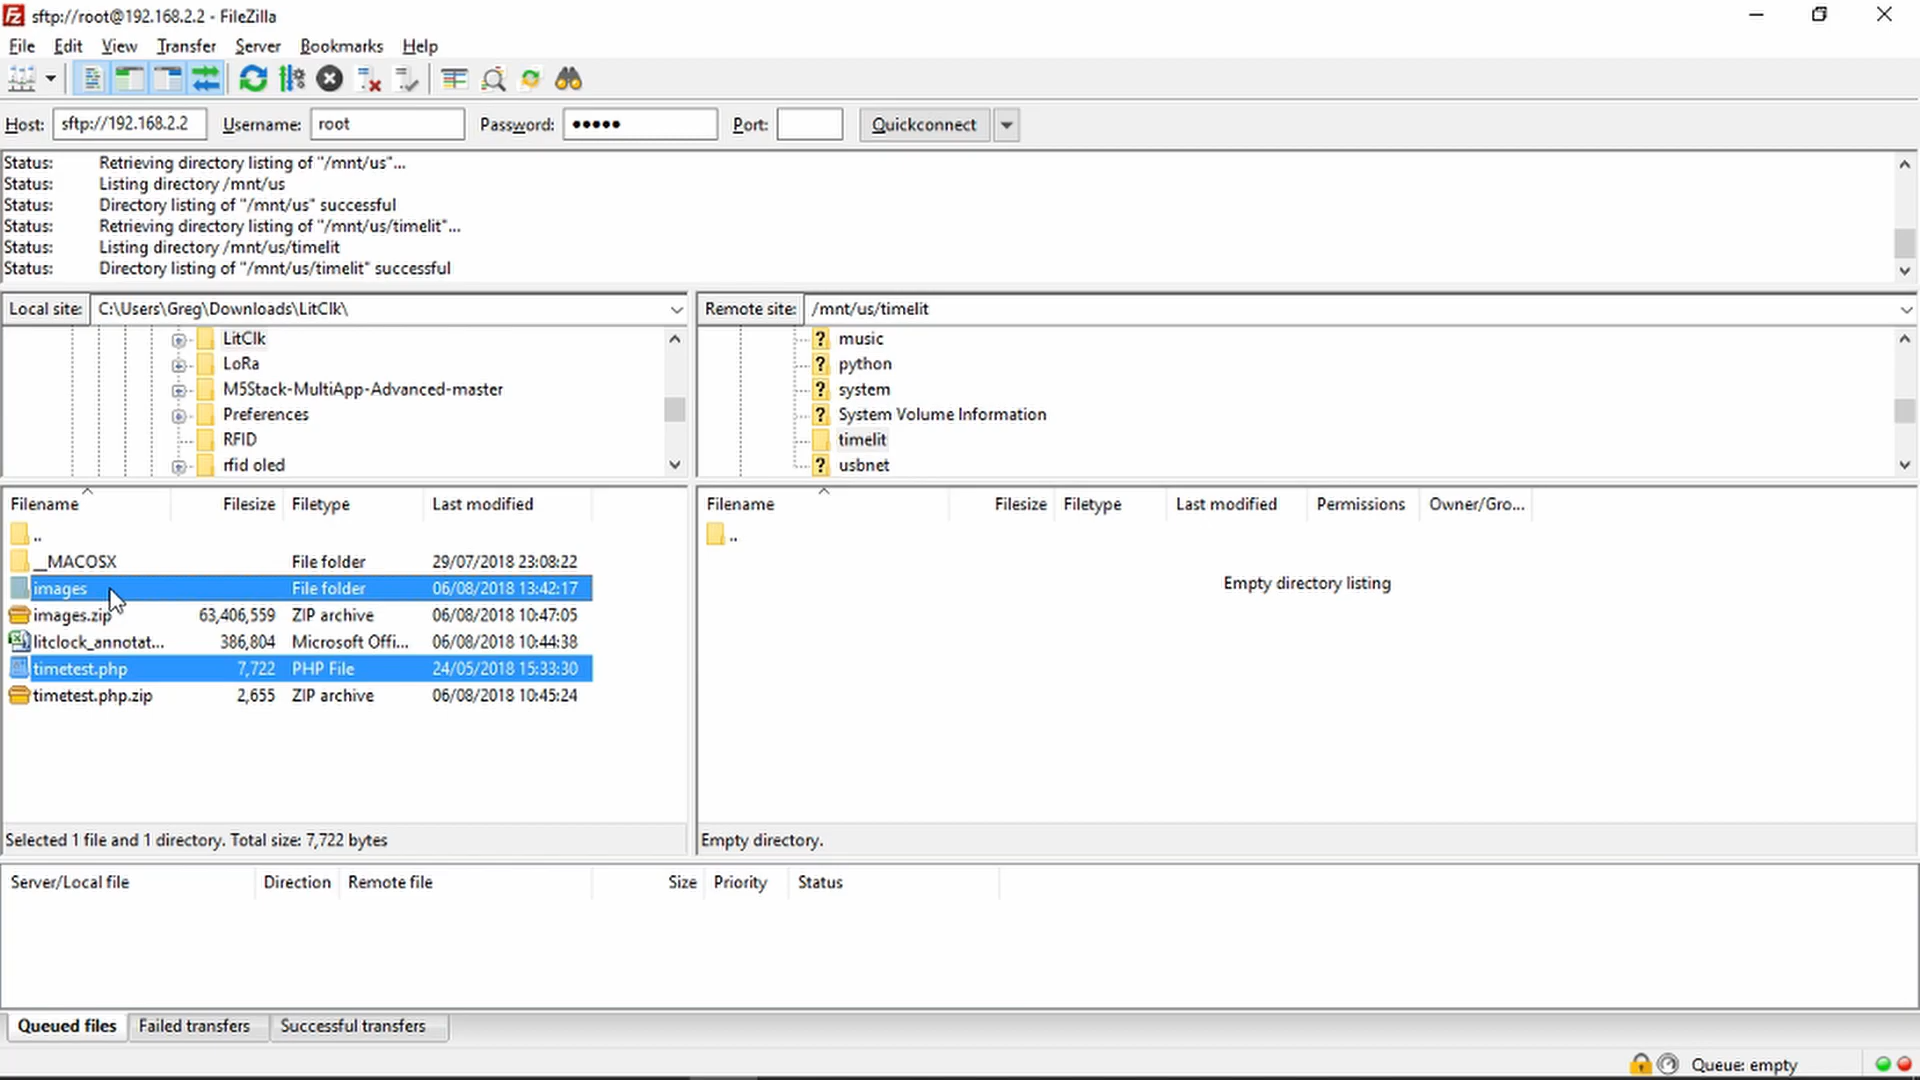 sftp://root@192.168.2.2 - FileZilla
File Edit View Transfer Server Bookmarks Help
Host: sftp://192.168.2.2 Username: root Password: ●●●●● Port: Quickconnect
Status: Retrieving directory listing of "/mnt/us"...
Status: Listing directory /mnt/us
Status: Directory listing of "/mnt/us" successful
Status: Retrieving directory listing of "/mnt/us/timelit"...
Status: Listing directory /mnt/us/timelit
Status: Directory listing of "/mnt/us/timelit" successful
Local site: C:\Users\Greg\Downloads\LitClk\
LitClk
LoRa
M5Stack-MultiApp-Advanced-master
Preferences
RFID
rfid oled
Remote site: /mnt/us/timelit
music
python
system
System Volume Information
timelit
usbnet
Filename Filesize Filetype Last modified
..
__MACOSX File folder 29/07/2018 23:08:22
images File folder 06/08/2018 13:42:17
images.zip 63,406,559 ZIP archive 06/08/2018 10:47:05
litclock_annotat... 386,804 Microsoft Offi... 06/08/2018 10:44:38
timetest.php 7,722 PHP File 24/05/2018 15:33:30
timetest.php.zip 2,655 ZIP archive 06/08/2018 10:45:24
Selected 1 file and 1 directory. Total size: 7,722 bytes
Filename Filesize Filetype Last modified Permissions Owner/Gro...
..
Empty directory listing
Empty directory.
Server/Local file Direction Remote file Size Priority Status
Queued files Failed transfers Successful transfers
Queue: empty